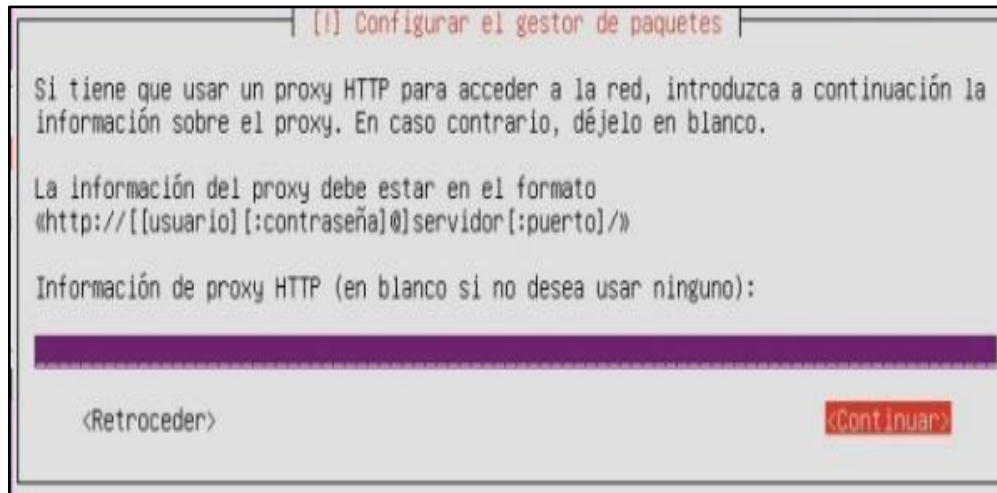 [!] Configurar el gestor de paquetes
Si tiene que usar un proxy HTTP para acceder a la red, introduzca a continuación la
información sobre el proxy. En caso contrario, déjelo en blanco.
La información del proxy debe estar en el formato
«http://[[usuario][:contraseña]@]servidor[:puerto]/»
Información de proxy HTTP (en blanco si no desea usar ninguno):
<Retroceder> <Continuar>